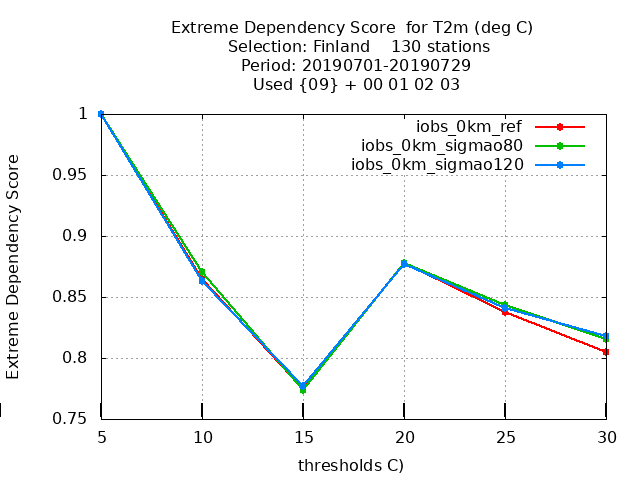 Extreme Dependency Score  for T2m (deg C)
Selection: Finland    130 stations
Period: 20190701-20190729
Used {09} + 00 01 02 03
iobs_0km_ref
iobs_0km_sigmao80
iobs_0km_sigmao120
Extreme Dependency Score
1
0.95
0.9
0.85
0.8
0.75
5 10 15 20 25 30
thresholds C)